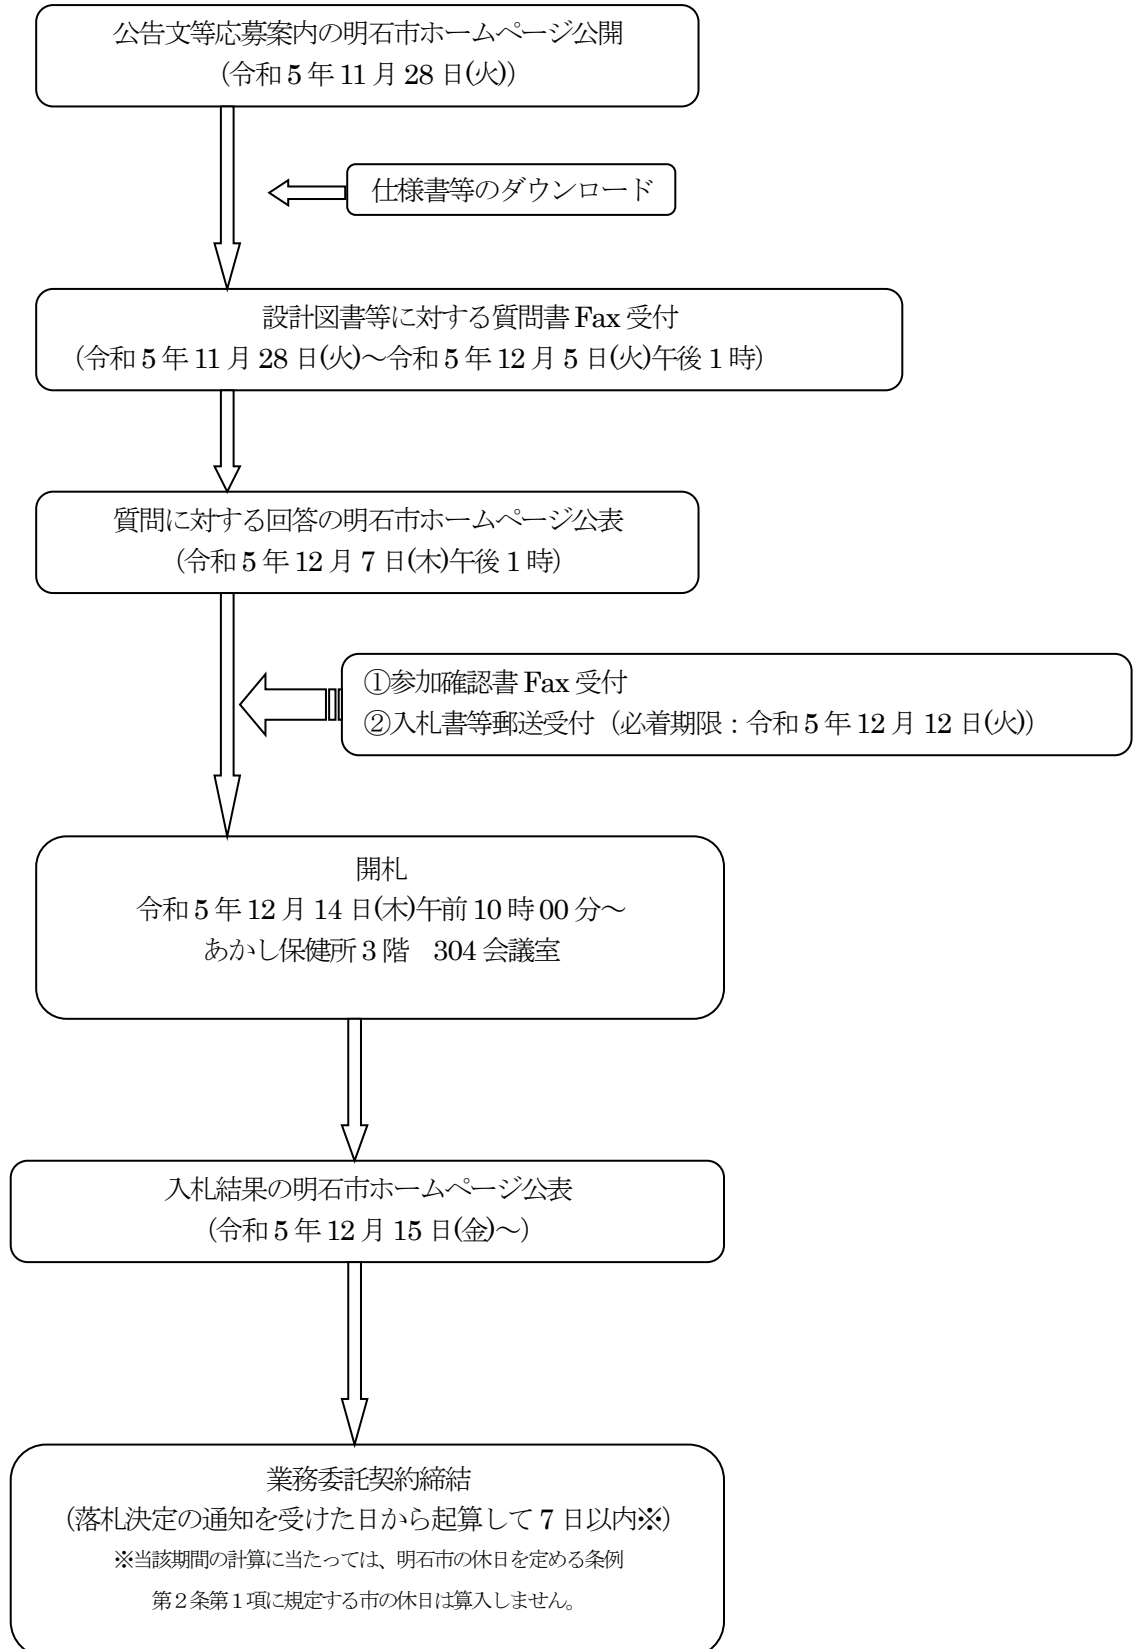 公告文等応募案内の明石市ホームページ公開
（令和5年11月28日(火)）
仕様書等のダウンロード
設計図書等に対する質問書Fax受付
（令和5年11月28日(火)～令和5年12月5日(火)午後1時）
質問に対する回答の明石市ホームページ公表
（令和5年12月7日(木)午後1時）
①参加確認書Fax受付
②入札書等郵送受付（必着期限：令和5年12月12日(火)）
開札
令和5年12月14日(木)午前10時00分～
あかし保健所3階　304会議室
入札結果の明石市ホームページ公表
（令和5年12月15日(金)～）
業務委託契約締結
（落札決定の通知を受けた日から起算して7日以内※）
※当該期間の計算に当たっては、明石市の休日を定める条例
第２条第１項に規定する市の休日は算入しません。